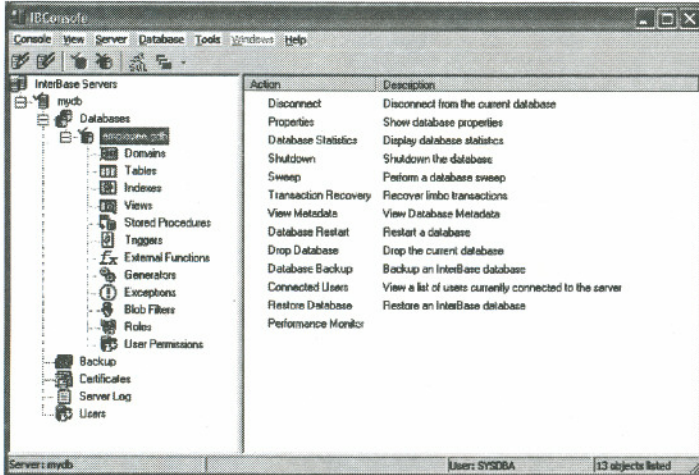 IBConsole
Console View Server Database Tools Windows Help
InterBase Servers
mydb
Databases
employee.gdb
Domains
Tables
Indexes
Views
Stored Procedures
Triggers
External Functions
Generators
Exceptions
Blob Filters
Roles
User Permissions
Backup
Certificates
Server Log
Users
Action Description
Disconnect Disconnect from the current database
Properties Show database properties
Database Statistics Display database statistics
Shutdown Shutdown the database
Sweep Perform a database sweep
Transaction Recovery Recover limbo transactions
View Metadata View Database Metadata
Database Restart Restart a database
Drop Database Drop the current database
Database Backup Backup an InterBase database
Connected Users View a list of users currently connected to the server
Restore Database Restore an InterBase database
Performance Monitor
Server: mydb User: SYSDBA 13 objects listed